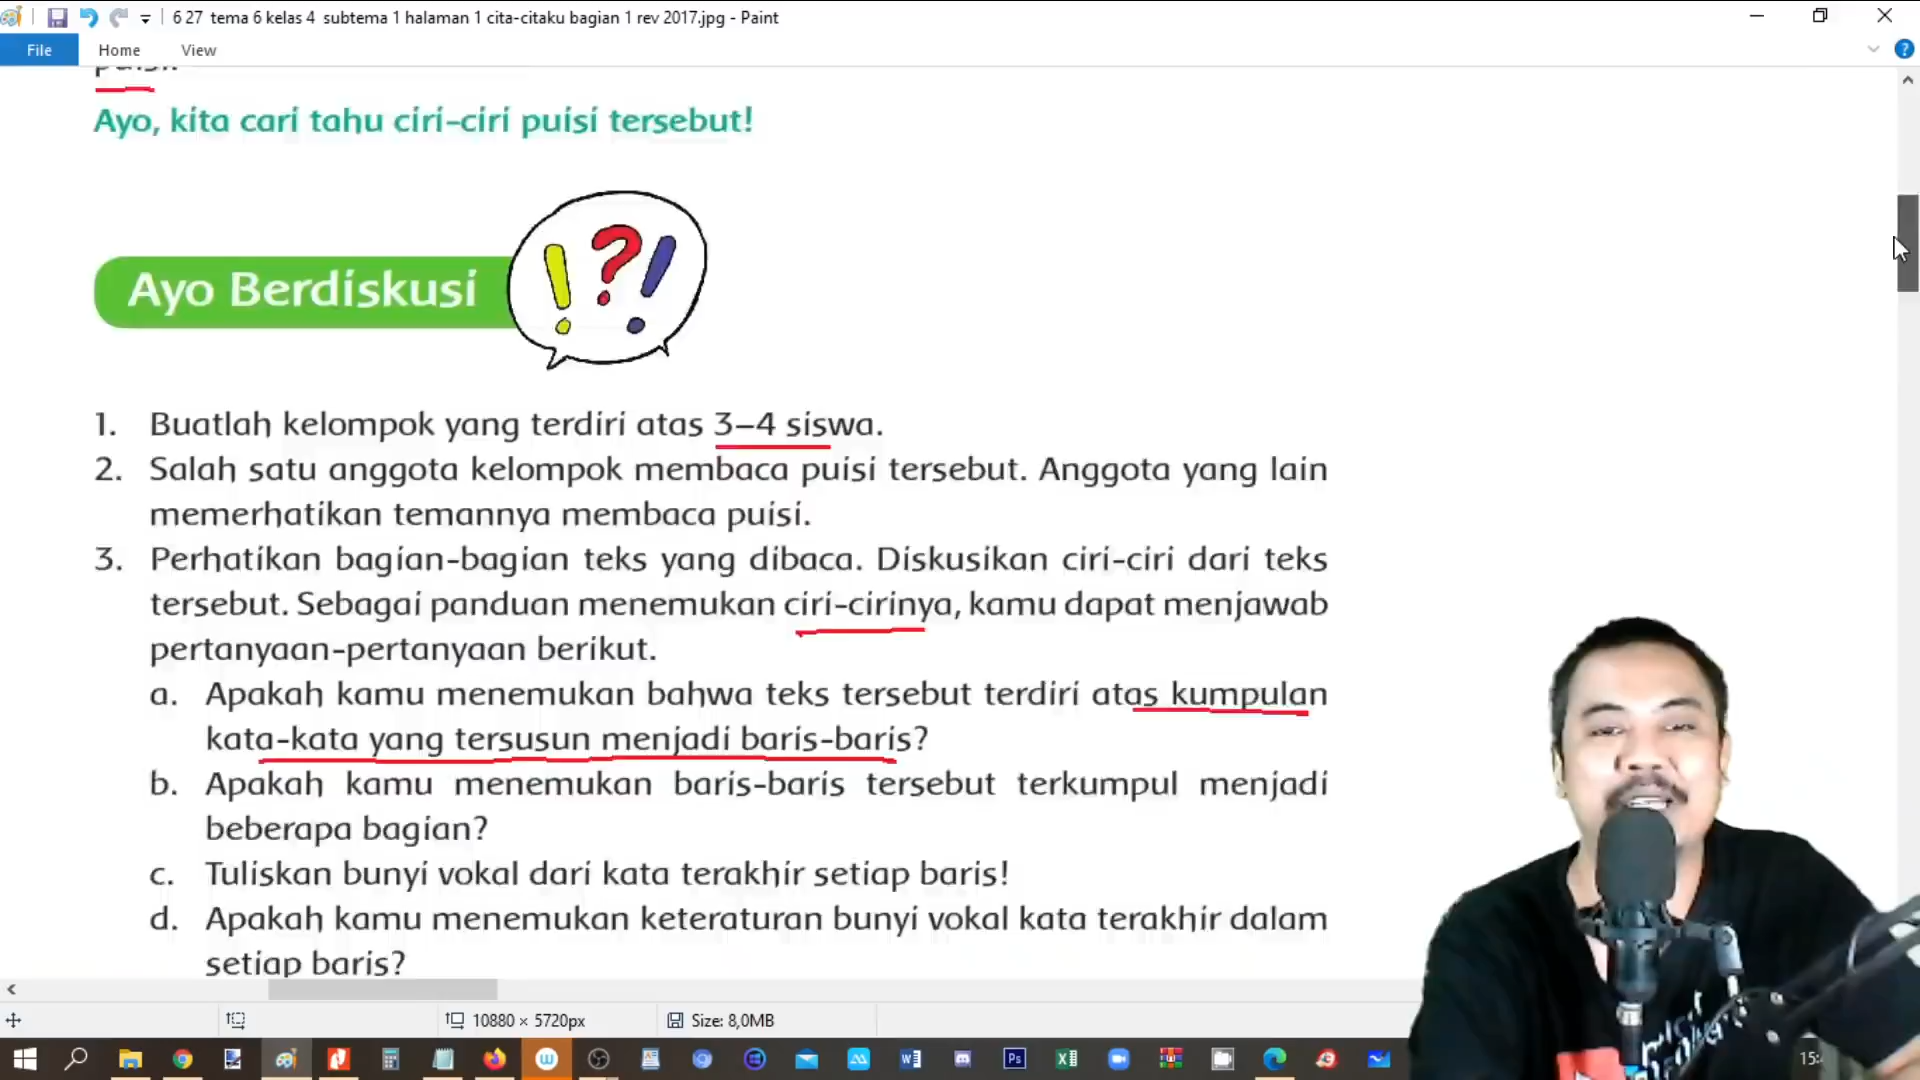 6 27 tema 6 kelas 4 subtema 1 halaman 1 cita-citaku bagian 1 rev 2017.jpg - Paint
File Home View
puisi.
Ayo, kita cari tahu ciri-ciri puisi tersebut!
Ayo Berdiskusi
! ? !
1. Buatlah kelompok yang terdiri atas 3–4 siswa.
2. Salah satu anggota kelompok membaca puisi tersebut. Anggota yang lain
memerhatikan temannya membaca puisi.
3. Perhatikan bagian-bagian teks yang dibaca. Diskusikan ciri-ciri dari teks
tersebut. Sebagai panduan menemukan ciri-cirinya, kamu dapat menjawab
pertanyaan-pertanyaan berikut.
a. Apakah kamu menemukan bahwa teks tersebut terdiri atas kumpulan
kata-kata yang tersusun menjadi baris-baris?
b. Apakah kamu menemukan baris-baris tersebut terkumpul menjadi
beberapa bagian?
c. Tuliskan bunyi vokal dari kata terakhir setiap baris!
d. Apakah kamu menemukan keteraturan bunyi vokal kata terakhir dalam
setiap baris?
10880 × 5720px Size: 8,0MB